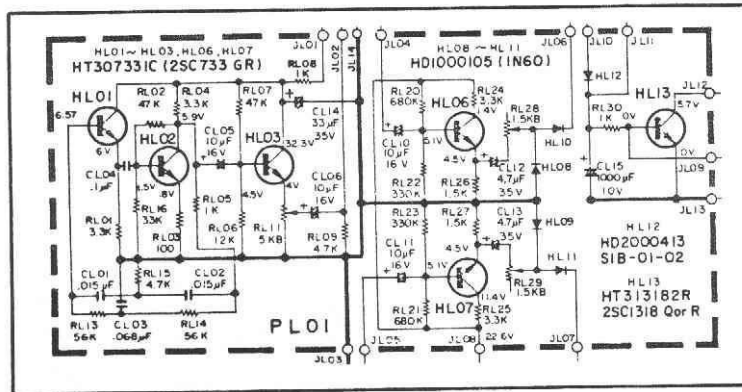 HL01~HL03,HL06,HL07
HT307331C (2SC733 GR)
JL01
JL02
JL14
JL04
HL08 ~ HL11
HD1000105 (1N60)
JL06
JL10
JL11
RL08
1K
RL02
47K
RL04
3.3K
5.9V
RL07
47K
HL01
6.57
6V
HL02
CL05
10µF
16V
HL03
32.3V
CL14
33µF
35V
CL04
.1µF
1.5V
.8V
4.5V
4V
CL06
10µF
16V
RL01
3.3K
RL16
33K
RL03
100
RL05
1K
RL06
12K
RL11
5KB
RL09
4.7K
CL01
.015µF
RL15
4.7K
CL02
.015µF
RL13
56K
CL03
.068µF
RL14
56K
PL01
JL03
RL20
680K
HL06
RL24
3.3K
11.4V
RL28
1.5KB
HL10
CL10
10µF
16V
5.1V
4.5V
CL12
4.7µF
35V
HL08
RL22
330K
RL26
1.5K
RL23
330K
RL27
1.5K
CL13
4.7µF
35V
HL09
CL11
10µF
16V
5.1V
4.5V
HL11
RL29
1.5KB
HL07
11.4V
RL21
680K
RL25
3.3K
JL05
JL08
22.6V
JL07
HL12
HL13
JL12
5.7V
RL30
1K
0V
0V
JL09
CL15
1000µF
10V
JL13
HL12
HD2000413
SIB-01-02
HL13
HT313182R
2SC1318 Q or R